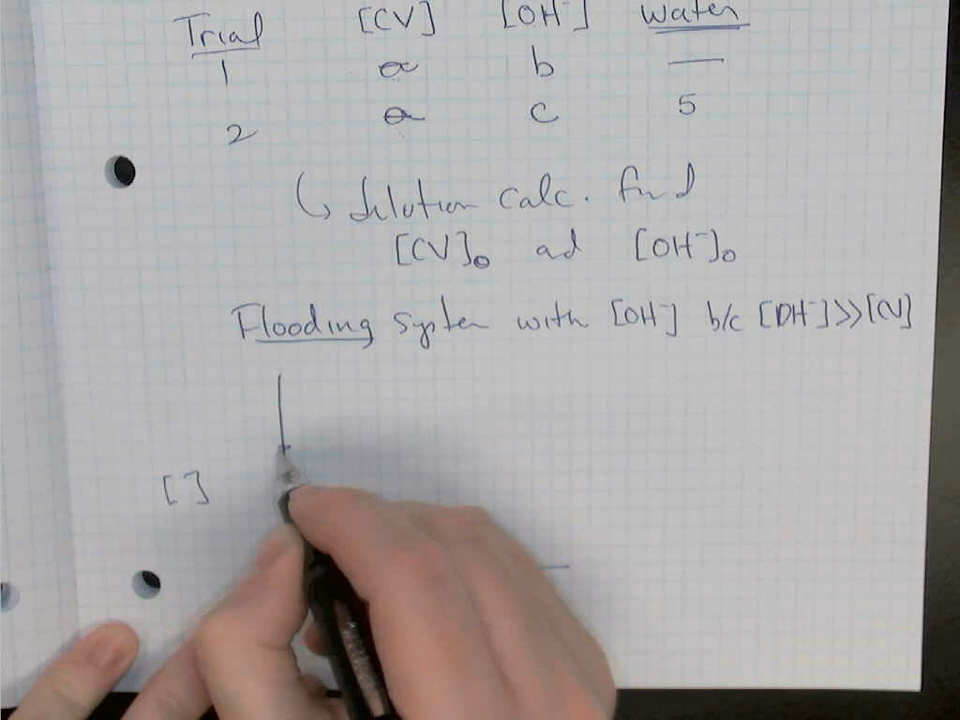 Trial [CV] [OH⁻] Water
1 a b —
2 a c 5
↳ dilution calc. find
[CV]₀ ad [OH⁻]₀
Flooding system with [OH⁻] b/c [OH⁻]>>[CV]
[ ]